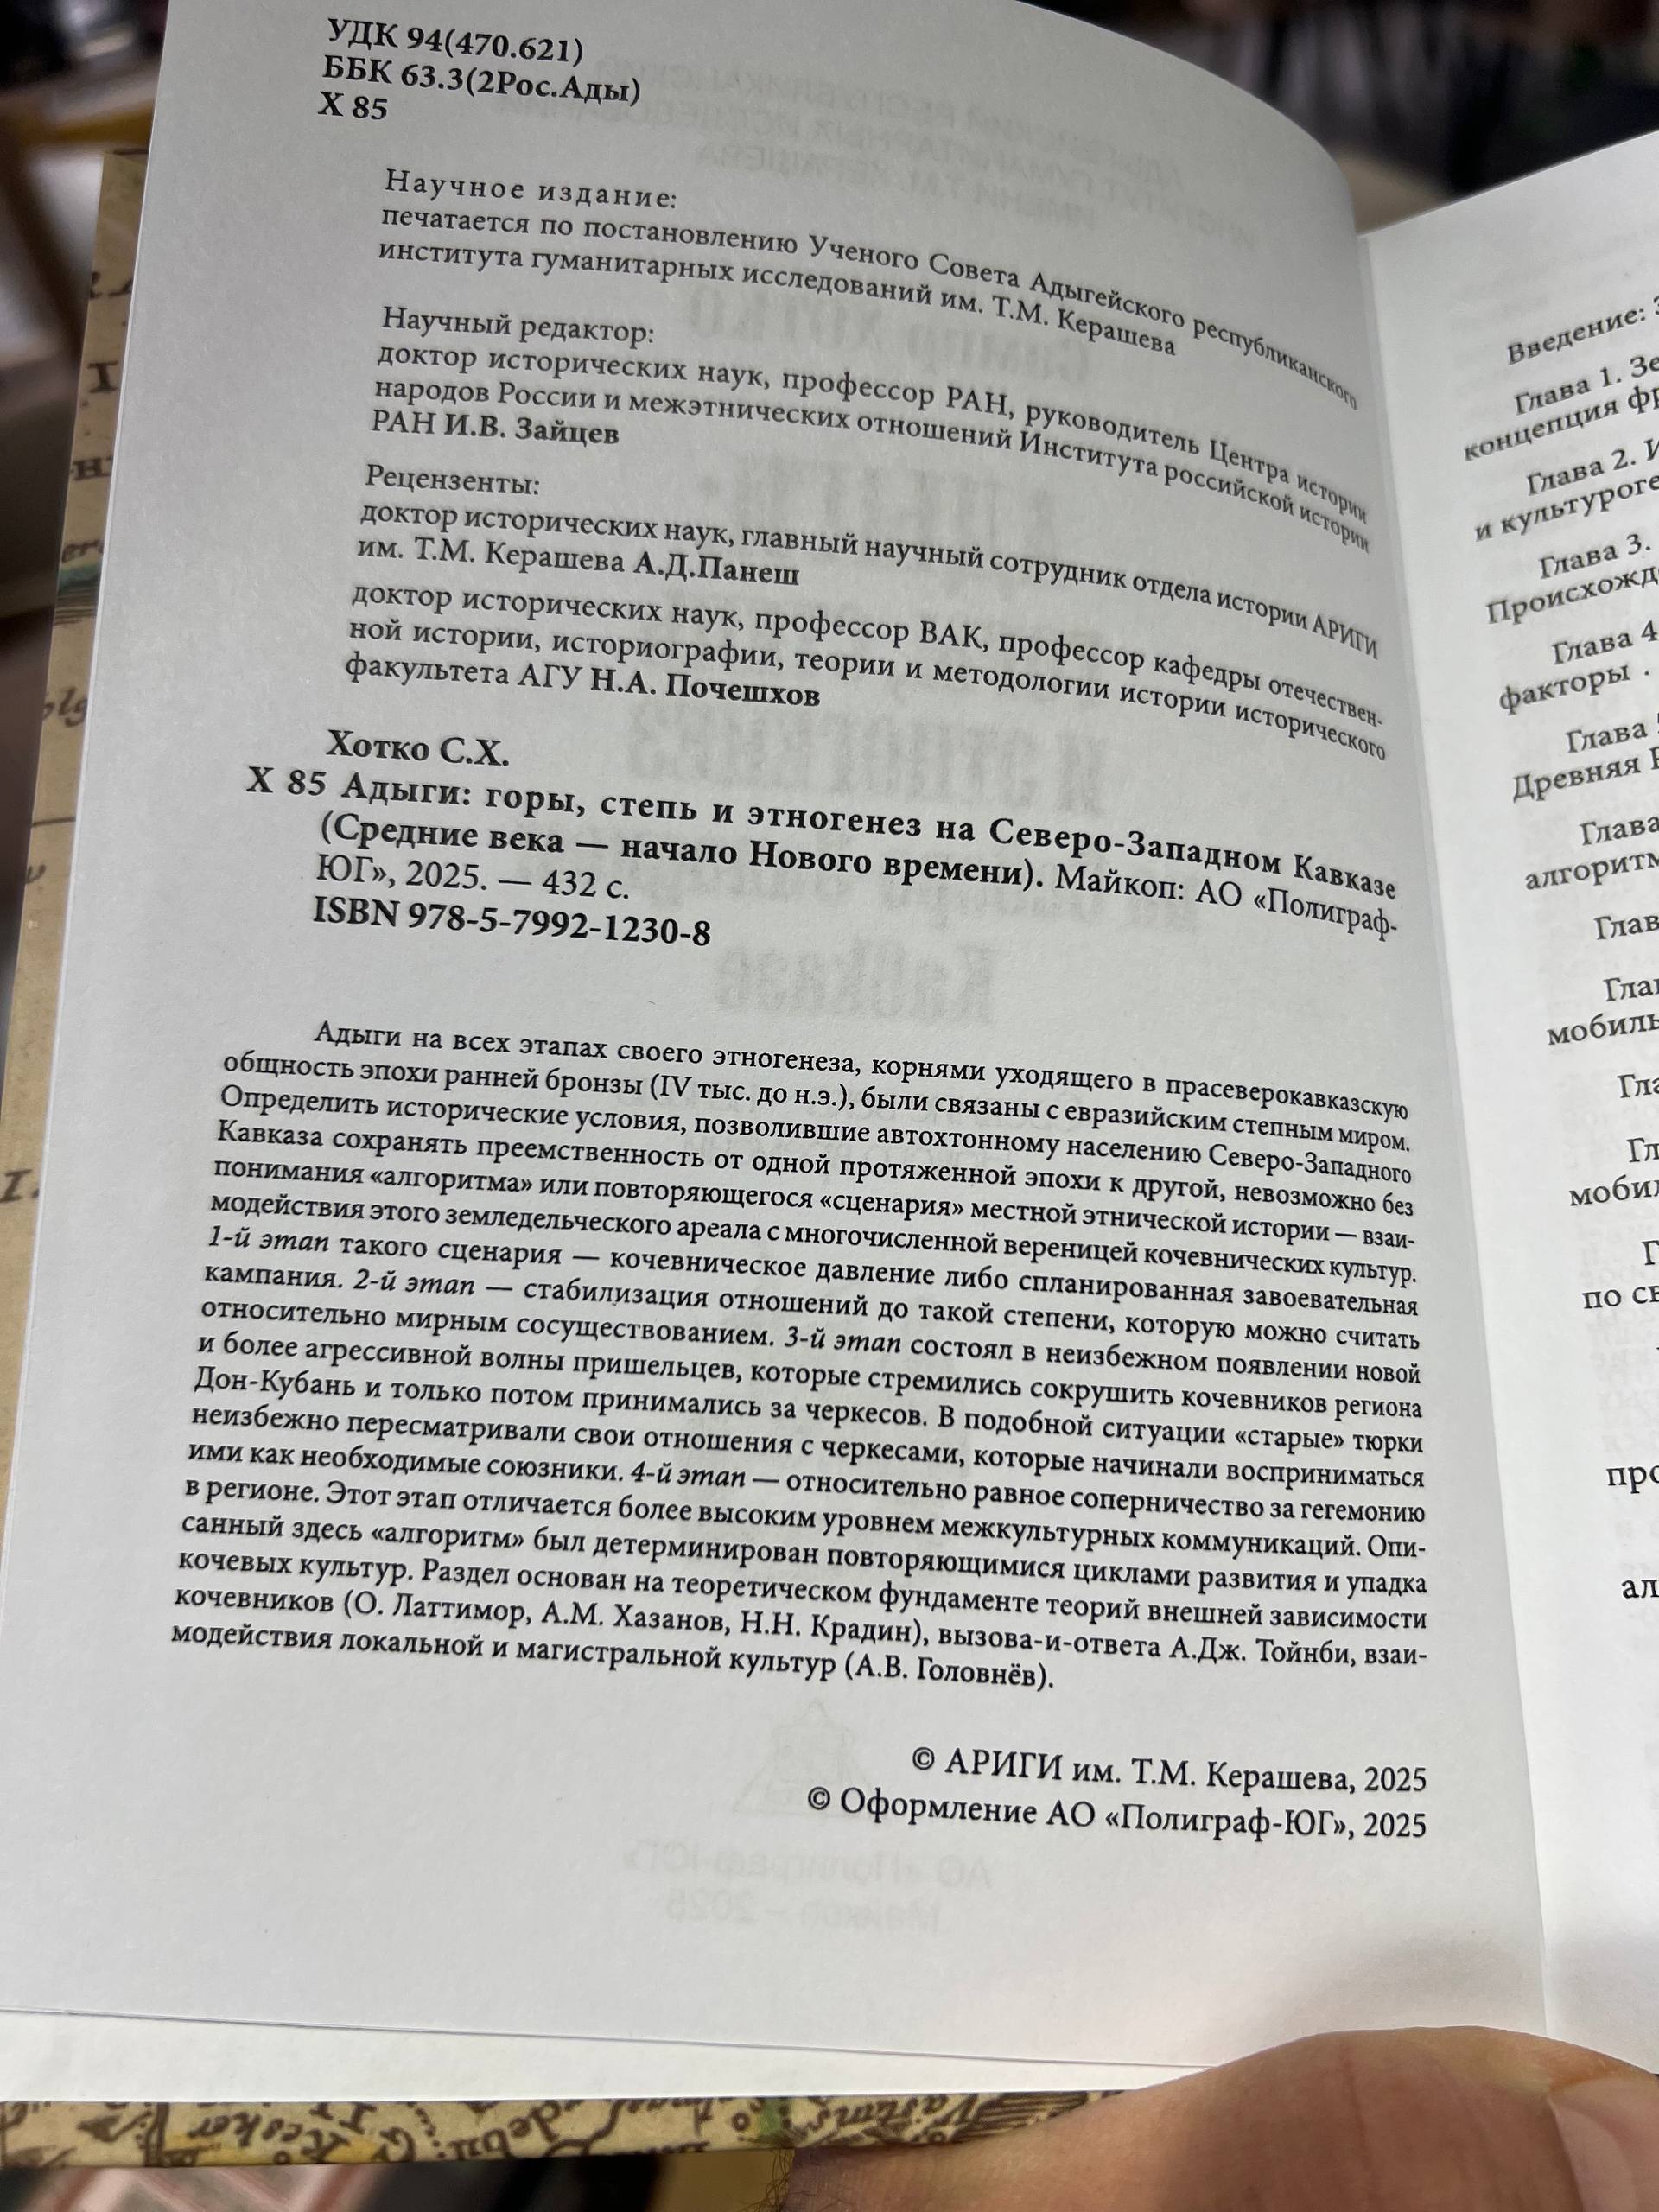 УДК 94(470.621)
ББК 63.3(2Рос.Ады)
Х 85
Научное издание:
печатается по постановлению Ученого Совета Адыгейского республиканского
института гуманитарных исследований им. Т.М. Керашева
Научный редактор:
доктор исторических наук, профессор РАН, руководитель Центра истории
народов России и межэтнических отношений Института российской истории
РАН И.В. Зайцев
Рецензенты:
доктор исторических наук, главный научный сотрудник отдела истории АРИГИ
им. Т.М. Керашева А.Д.Панеш
доктор исторических наук, профессор ВАК, профессор кафедры отечествен-
ной истории, историографии, теории и методологии истории исторического
факультета АГУ Н.А. Почешхов
Хотко С.Х.
Х 85 Адыги: горы, степь и этногенез на Северо-Западном Кавказе
(Средние века — начало Нового времени). Майкоп: АО «Полиграф-
ЮГ», 2025. — 432 с.
ISBN 978-5-7992-1230-8
Адыги на всех этапах своего этногенеза, корнями уходящего в прасеверокавказскую
общность эпохи ранней бронзы (IV тыс. до н.э.), были связаны с евразийским степным миром.
Определить исторические условия, позволившие автохтонному населению Северо-Западного
Кавказа сохранять преемственность от одной протяженной эпохи к другой, невозможно без
понимания «алгоритма» или повторяющегося «сценария» местной этнической истории — взаи-
модействия этого земледельческого ареала с многочисленной вереницей кочевнических культур.
1-й этап такого сценария — кочевническое давление либо спланированная завоевательная
кампания. 2-й этап — стабилизация отношений до такой степени, которую можно считать
относительно мирным сосуществованием. 3-й этап состоял в неизбежном появлении новой
и более агрессивной волны пришельцев, которые стремились сокрушить кочевников региона
Дон-Кубань и только потом принимались за черкесов. В подобной ситуации «старые» тюрки
неизбежно пересматривали свои отношения с черкесами, которые начинали восприниматься
ими как необходимые союзники. 4-й этап — относительно равное соперничество за гегемонию
в регионе. Этот этап отличается более высоким уровнем межкультурных коммуникаций. Опи-
санный здесь «алгоритм» был детерминирован повторяющимися циклами развития и упадка
кочевых культур. Раздел основан на теоретическом фундаменте теорий внешней зависимости
кочевников (О. Латтимор, А.М. Хазанов, Н.Н. Крадин), вызова-и-ответа А.Дж. Тойнби, взаи-
модействия локальной и магистральной культур (А.В. Головнёв).
© АРИГИ им. Т.М. Керашева, 2025
© Оформление АО «Полиграф-ЮГ», 2025
Введение:
Глава 1. Зе
концепция фр
Глава 2. И
и культуроге
Глава 3.
Происхожд
Глава 4
факторы .
Глава
Древняя
Глава
алгоритм
Глав
Гла
мобиль
Гла
Гл
мобил
Г
по св
про
ал